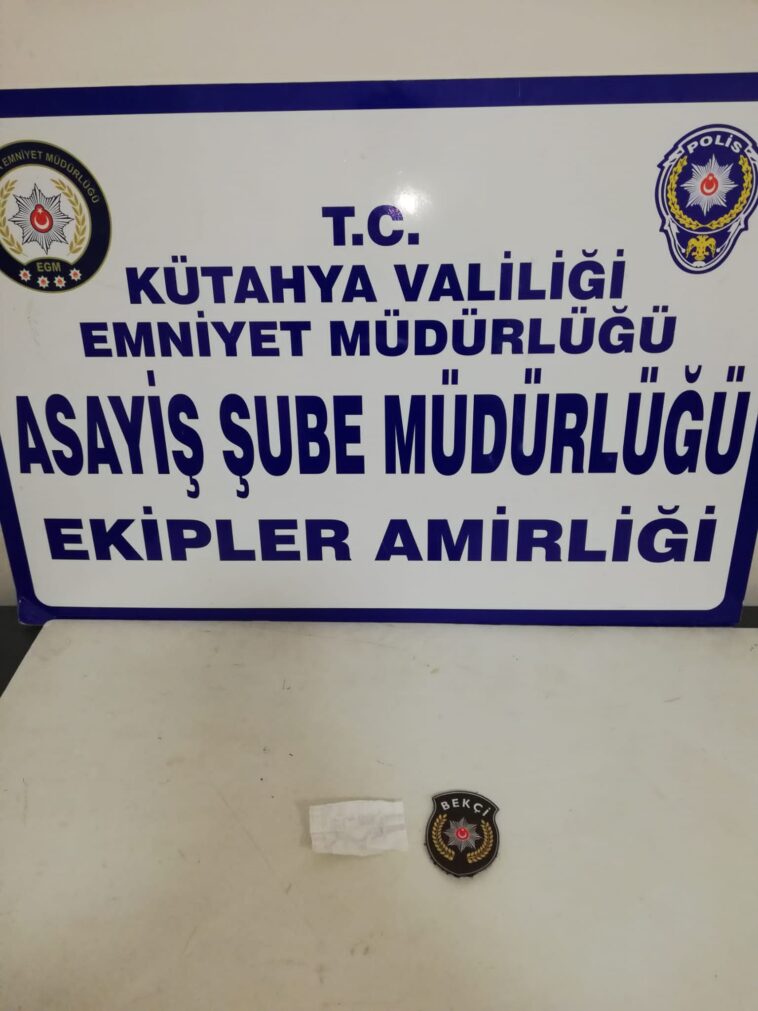 EMNİYET MÜDÜRLÜĞÜ
EGM
POLİS
T.C.
KÜTAHYA VALİLİĞİ
EMNİYET MÜDÜRLÜĞÜ
ASAYİŞ ŞUBE MÜDÜRLÜĞÜ
EKİPLER AMİRLİĞİ
BEKÇİ